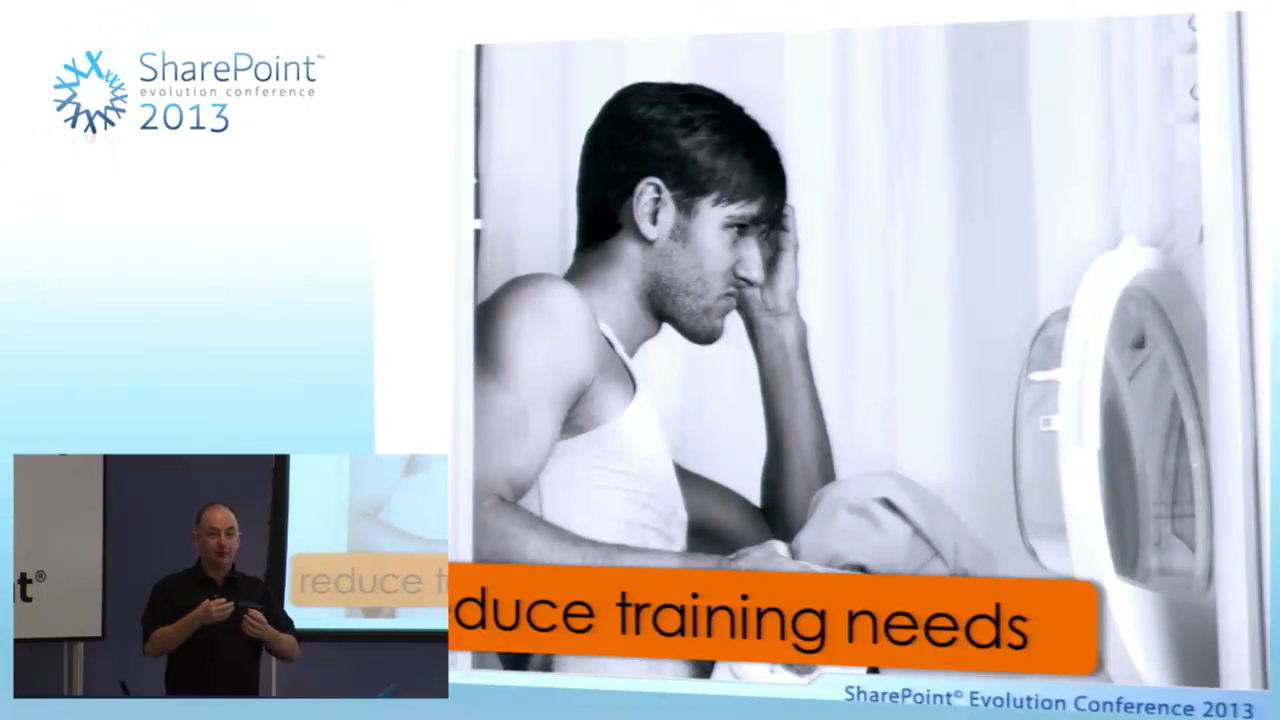 SharePoint™
evolution conference
2013
t®
reduce t
duce training needs
SharePoint® Evolution Conference 2013